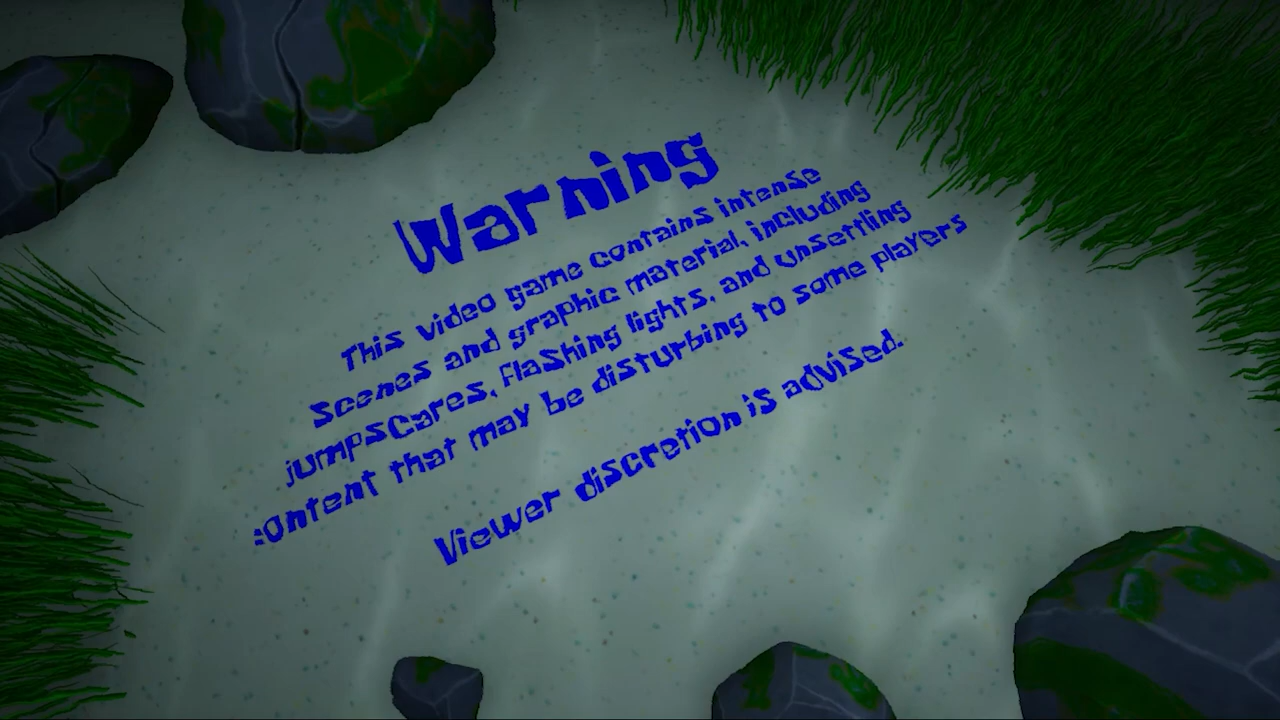 Warning
This video game contains intense
scenes and graphic material, including
jumpscares, flashing lights, and unsettling
content that may be disturbing to some players
Viewer discretion is advised.